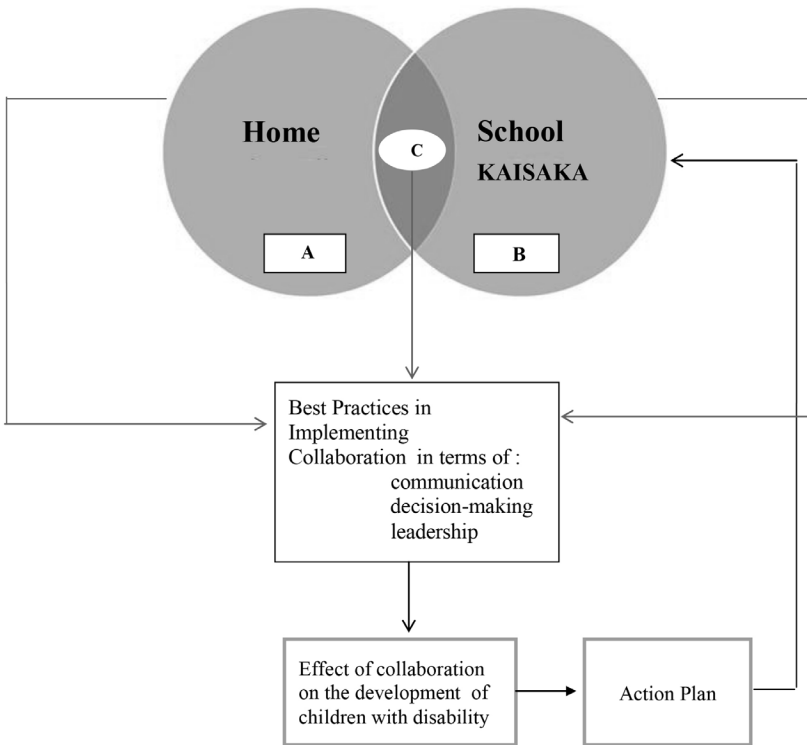 Home
School
KAISAKA
C
A
B
Best Practices in
Implementing
Collaboration in terms of :
communication
decision-making
leadership
Effect of collaboration
on the development of
children with disability
Action Plan